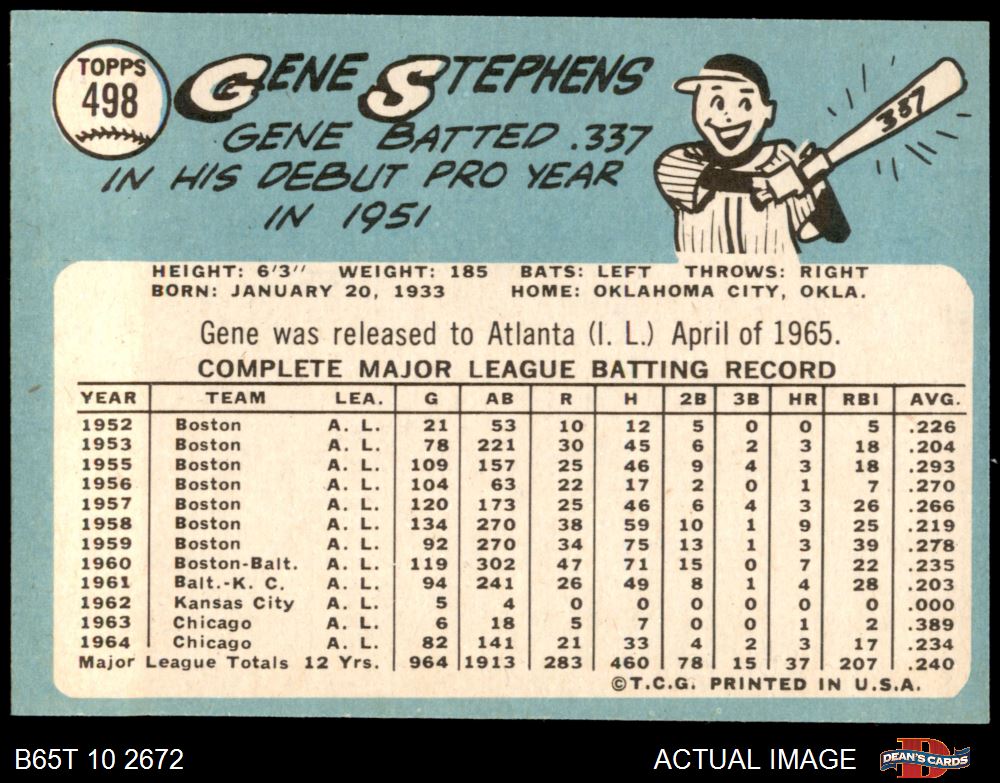 TOPPS
498
GENE STEPHENS
GENE BATTED .337
IN HIS DEBUT PRO YEAR
IN 1951
337
HEIGHT: 6'3" WEIGHT: 185 BATS: LEFT THROWS: RIGHT
BORN: JANUARY 20, 1933 HOME: OKLAHOMA CITY, OKLA.
Gene was released to Atlanta (I. L.) April of 1965.
COMPLETE MAJOR LEAGUE BATTING RECORD
YEAR TEAM LEA. G AB R H 2B 3B HR RBI AVG.
1952 Boston A. L. 21 53 10 12 5 0 0 5 .226
1953 Boston A. L. 78 221 30 45 6 2 3 18 .204
1955 Boston A. L. 109 157 25 46 9 4 3 18 .293
1956 Boston A. L. 104 63 22 17 2 0 1 7 .270
1957 Boston A. L. 120 173 25 46 6 4 3 26 .266
1958 Boston A. L. 134 270 38 59 10 1 9 25 .219
1959 Boston A. L. 92 270 34 75 13 1 3 39 .278
1960 Boston-Balt. A. L. 119 302 47 71 15 0 7 22 .235
1961 Balt.-K. C. A. L. 94 241 26 49 8 1 4 28 .203
1962 Kansas City A. L. 5 4 0 0 0 0 0 0 .000
1963 Chicago A. L. 6 18 5 7 0 0 1 2 .389
1964 Chicago A. L. 82 141 21 33 4 2 3 17 .234
Major League Totals 12 Yrs. 964 1913 283 460 78 15 37 207 .240
©T.C.G. PRINTED IN U.S.A.
B65T 10 2672 ACTUAL IMAGE DEAN'S CARDS